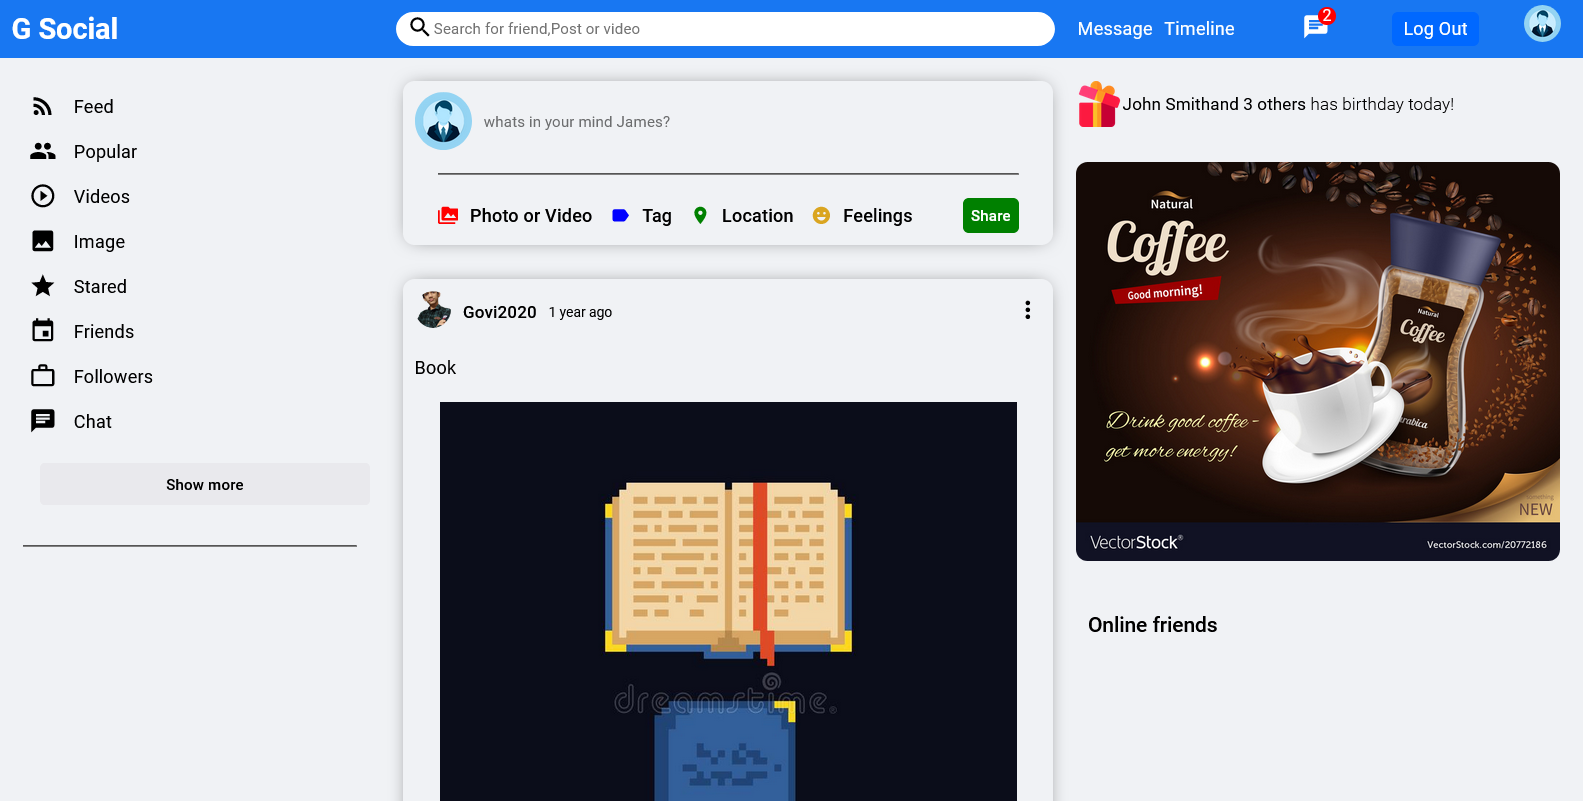 G Social
Search for friend,Post or video
Message Timeline
2
Log Out
Feed
Popular
Videos
Image
Stared
Friends
Followers
Chat
Show more
whats in your mind James?
Photo or Video Tag Location Feelings Share
Govi2020 1 year ago
Book
dreamstime
John Smithand 3 others has birthday today!
Natural
Coffee
Good morning!
Natural
Coffee
Drink good coffee -
get more energy!
NEW
VectorStock®
VectorStock.com/20772186
Online friends